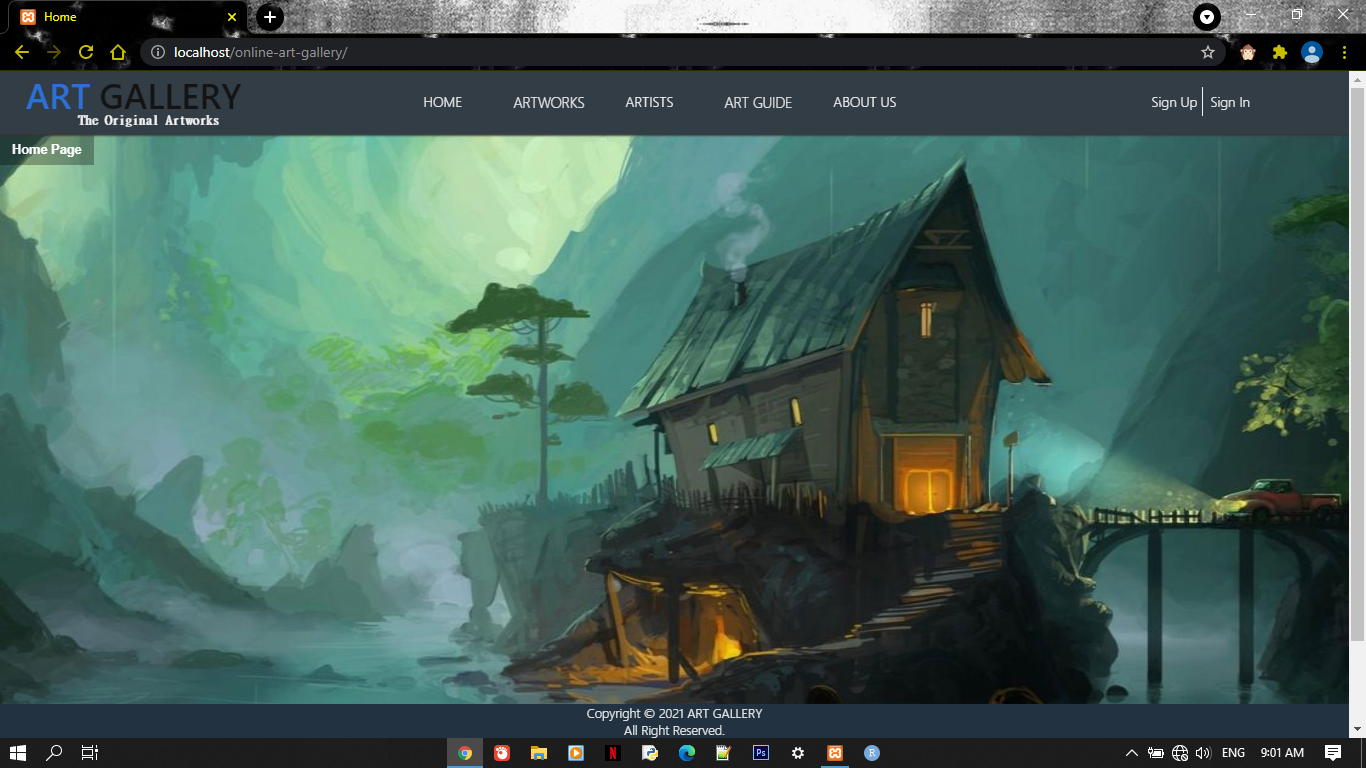 Home
localhost/online-art-gallery/
ART GALLERY
The Original Artworks
HOME ARTWORKS ARTISTS ART GUIDE ABOUT US Sign Up Sign In
Home Page
Copyright © 2021 ART GALLERY
All Right Reserved.
N Ps R ENG 9:01 AM